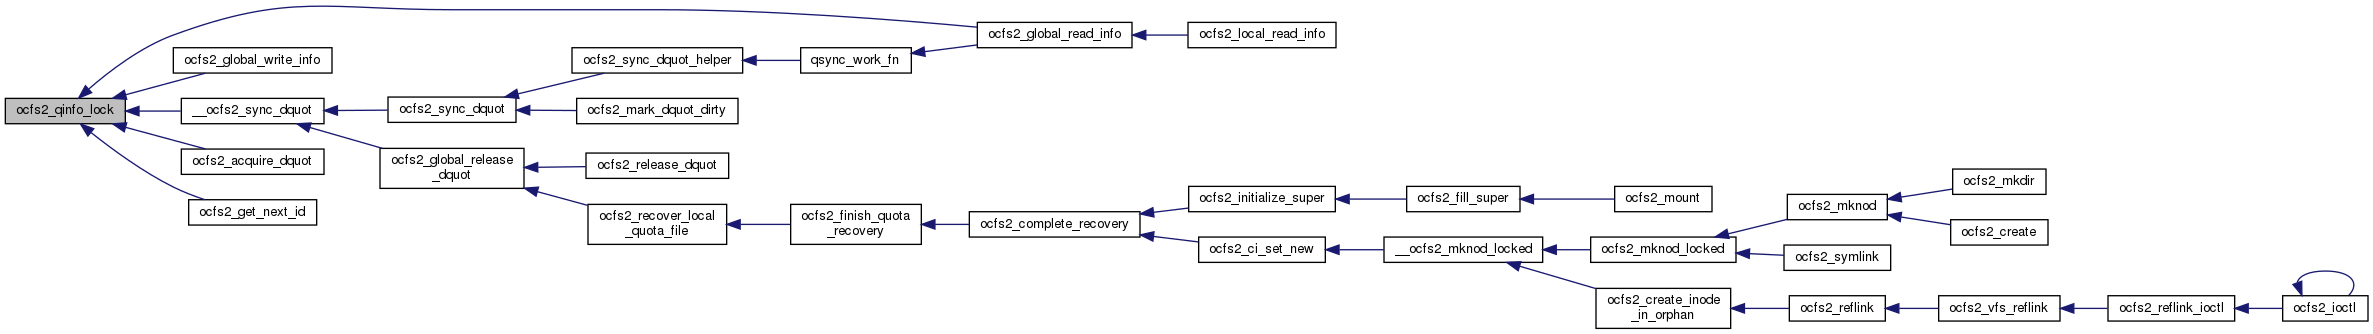 ocfs2_qinfo_lock
ocfs2_global_read_info
ocfs2_local_read_info
ocfs2_global_write_info
__ocfs2_sync_dquot
ocfs2_sync_dquot
ocfs2_sync_dquot_helper
qsync_work_fn
ocfs2_mark_dquot_dirty
ocfs2_global_release
_dquot
ocfs2_release_dquot
ocfs2_recover_local
_quota_file
ocfs2_finish_quota
_recovery
ocfs2_complete_recovery
ocfs2_initialize_super
ocfs2_fill_super
ocfs2_mount
ocfs2_ci_set_new
__ocfs2_mknod_locked
ocfs2_mknod_locked
ocfs2_mknod
ocfs2_mkdir
ocfs2_create
ocfs2_symlink
ocfs2_create_inode
_in_orphan
ocfs2_reflink
ocfs2_vfs_reflink
ocfs2_reflink_ioctl
ocfs2_ioctl
ocfs2_acquire_dquot
ocfs2_get_next_id